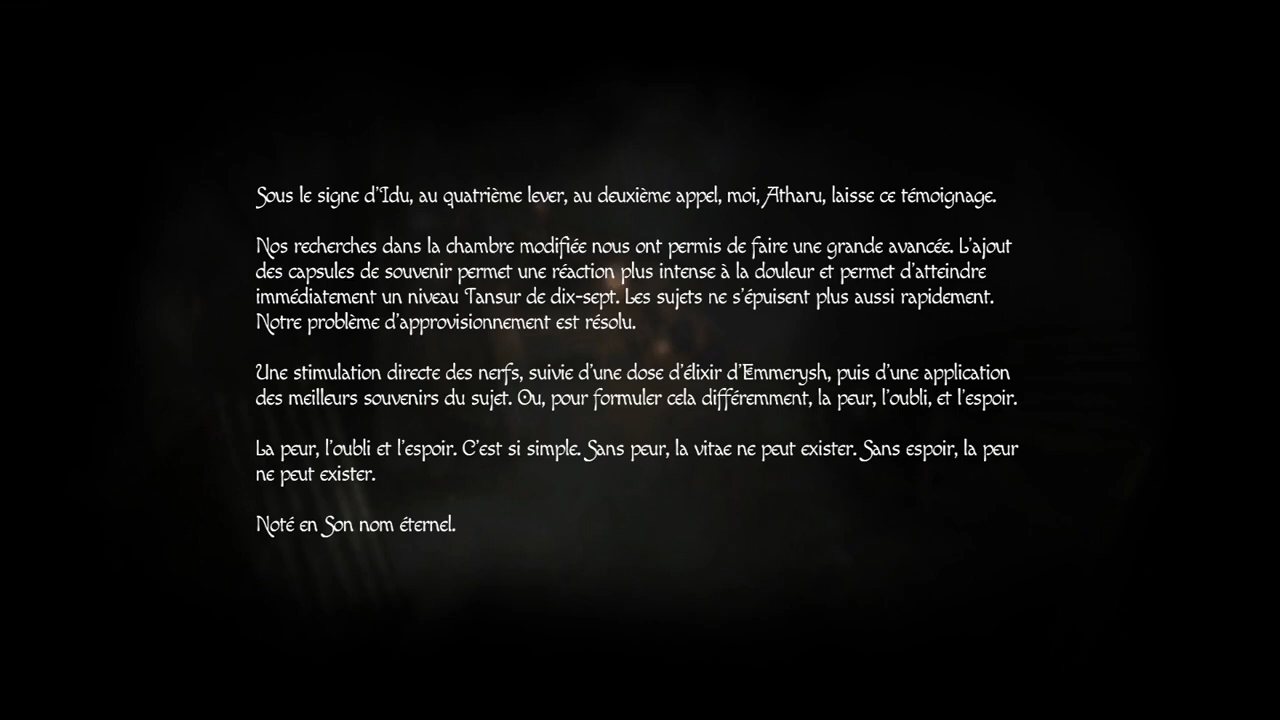 Sous le signe d'Idu, au quatrième lever, au deuxième appel, moi, Atharu, laisse ce témoignage.
Nos recherches dans la chambre modifiée nous ont permis de faire une grande avancée. L'ajout
des capsules de souvenir permet une réaction plus intense à la douleur et permet d'atteindre
immédiatement un niveau Tansur de dix-sept. Les sujets ne s'épuisent plus aussi rapidement.
Notre problème d'approvisionnement est résolu.
Une stimulation directe des nerfs, suivie d'une dose d'élixir d'Emmerysh, puis d'une application
des meilleurs souvenirs du sujet. Ou, pour formuler cela différemment, la peur, l'oubli, et l'espoir.
La peur, l'oubli et l'espoir. C'est si simple. Sans peur, la vitae ne peut exister. Sans espoir, la peur
ne peut exister.
Noté en Son nom éternel.